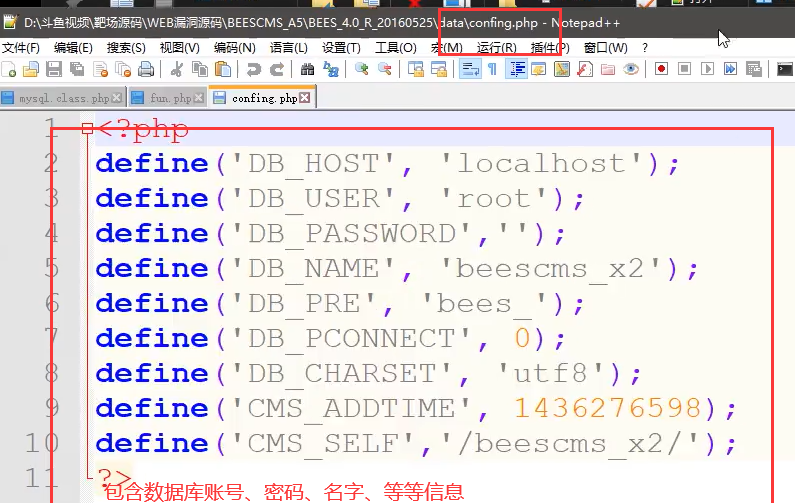 D:\斗鱼视频\靶场源码\WEB漏洞源码\BEESCMS_A5\BEES_4.0_R_20160525\data\confing.php - Notepad++
文件(F) 编辑(E) 搜索(S) 视图(V) 编码(N) 语言(L) 设置(T) 工具(O) 宏(M) 运行(R) 插件(P) 窗口(W) ?
mysql.class.php fun.php confing.php
1 <?php
2 define('DB_HOST', 'localhost');
3 define('DB_USER', 'root');
4 define('DB_PASSWORD','');
5 define('DB_NAME', 'beescms_x2');
6 define('DB_PRE', 'bees_');
7 define('DB_PCONNECT', 0);
8 define('DB_CHARSET', 'utf8');
9 define('CMS_ADDTIME', 1436276598);
10 define('CMS_SELF','/beescms_x2/');
11 ?>
包含数据库账号、密码、名字、等等信息